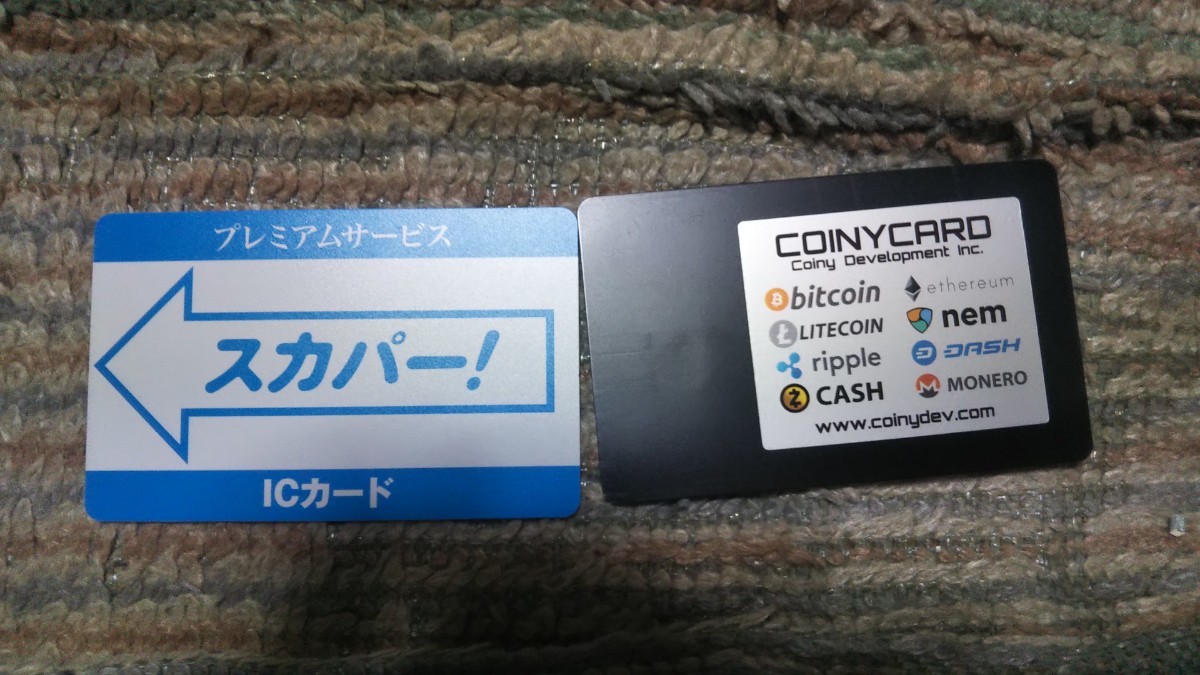 プレミアムサービス
スカパー!
ICカード
COINYCARD
Coiny Development Inc.
bitcoin
ethereum
LITECOIN
nem
ripple
DASH
CASH
MONERO
www.coinydev.com